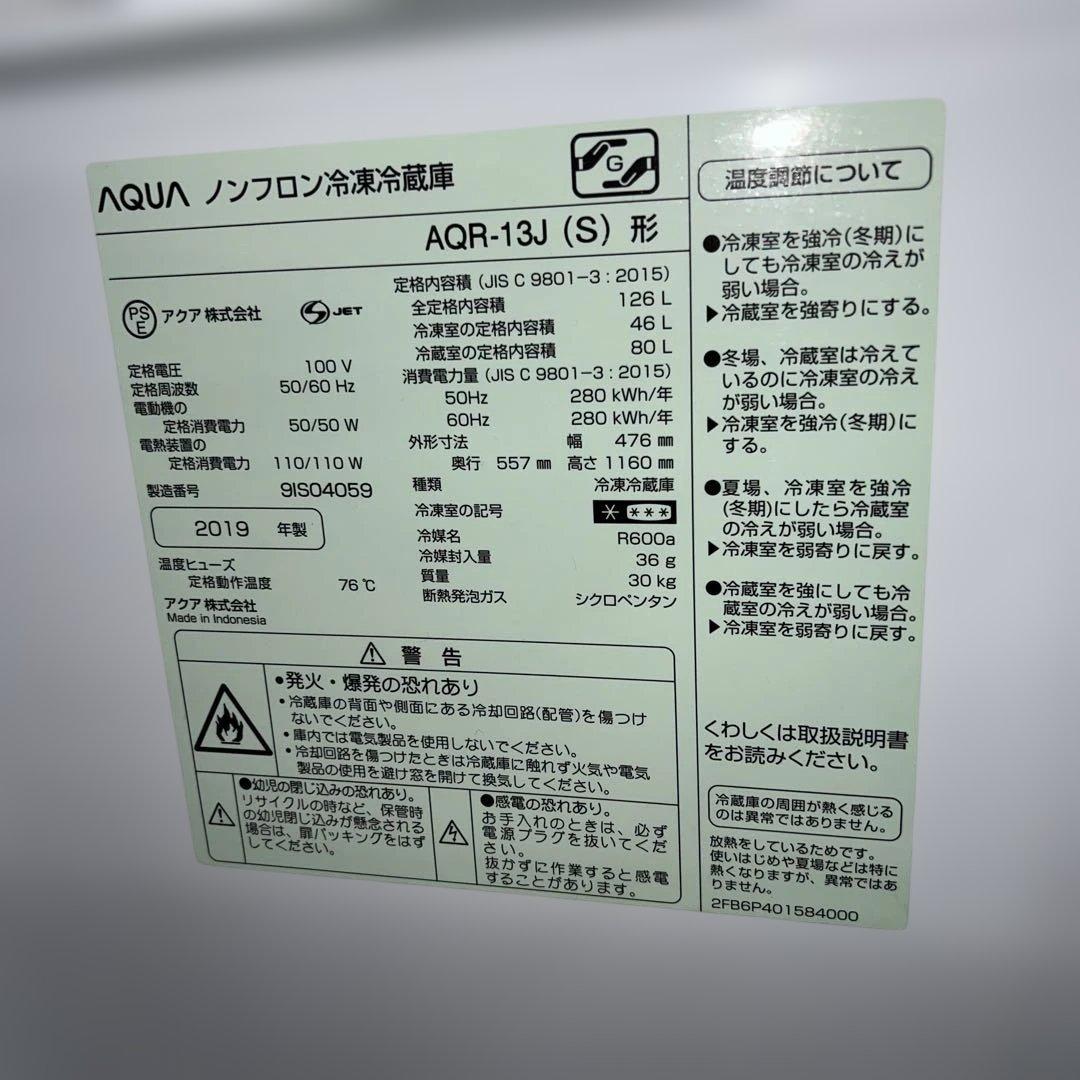 AQUA ノンフロン冷凍冷蔵庫
G
AQR-13J (S) 形
PS
E
アクア 株式会社
JET
定格電圧 100 V
定格周波数 50/60 Hz
電動機の
定格消費電力 50/50 W
電熱装置の
定格消費電力 110/110 W
製造番号 9IS04059
2019 年製
温度ヒューズ
定格動作温度 76 ℃
アクア 株式会社
Made in Indonesia
定格内容積 (JIS C 9801-3 : 2015)
全定格内容積 126 L
冷凍室の定格内容積 46 L
冷蔵室の定格内容積 80 L
消費電力量 (JIS C 9801-3 : 2015)
50Hz 280 kWh/年
60Hz 280 kWh/年
外形寸法 幅 476 mm
奥行 557 mm 高さ 1160 mm
種類 冷凍冷蔵庫
冷凍室の記号
冷媒名 R600a
冷媒封入量 36 g
質量 30 kg
断熱発泡ガス シクロペンタン
警 告
●発火・爆発の恐れあり
・冷蔵庫の背面や側面にある冷却回路(配管)を傷つけ
ないでください。
・庫内では電気製品を使用しないでください。
・冷却回路を傷つけたときは冷蔵庫に触れず火気や電気
製品の使用を避け窓を開けて換気してください。
●幼児の閉じ込みの恐れあり。
リサイクルの時など、保管時
の幼児閉じ込みが懸念される
場合は、扉パッキングをはず
してください。
●感電の恐れあり。
お手入れのときは、必ず
電源プラグを抜いてくだ
さい。
抜かずに作業すると感電
することがあります。
温度調節について
●冷凍室を強冷(冬期)に
しても冷凍室の冷えが
弱い場合。
▶冷蔵室を強寄りにする。
●冬場、冷蔵室は冷えて
いるのに冷凍室の冷え
が弱い場合。
▶冷凍室を強冷(冬期)に
する。
●夏場、冷凍室を強冷
(冬期)にしたら冷蔵室
の冷えが弱い場合。
▶冷凍室を弱寄りに戻す。
●冷蔵室を強にしても冷
蔵室の冷えが弱い場合。
▶冷凍室を弱寄りに戻す。
くわしくは取扱説明書
をお読みください。
冷蔵庫の周囲が熱く感じる
のは異常ではありません。
放熱をしているためです。
使いはじめや夏場などは特に
熱くなりますが、異常ではあ
りません。
2FB6P401584000